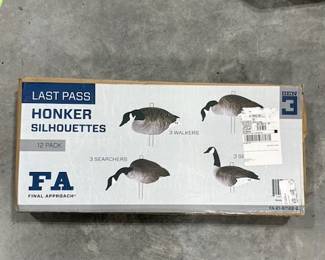 LAST PASS
HONKER
SILHOUETTES
12 PACK
3 WALKERS
3 SEARCHERS
3
FA
FINAL APPROACH